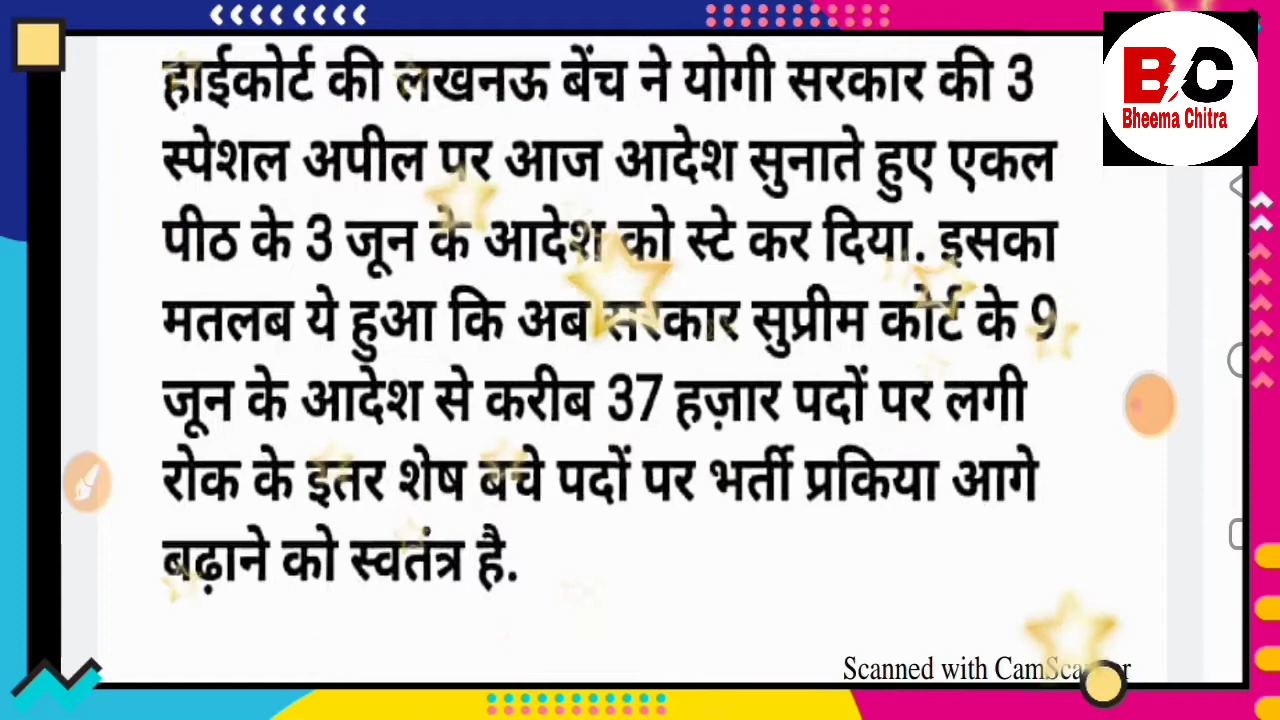 हाईकोर्ट की लखनऊ बेंच ने योगी सरकार की 3
स्पेशल अपील पर आज आदेश सुनाते हुए एकल
पीठ के 3 जून के आदेश को स्टे कर दिया. इसका
मतलब ये हुआ कि अब सरकार सुप्रीम कोर्ट के 9
जून के आदेश से करीब 37 हज़ार पदों पर लगी
रोक के इतर शेष बचे पदों पर भर्ती प्रकिया आगे
बढ़ाने को स्वतंत्र है.
Scanned with CamScanner
BC
Bheema Chitra